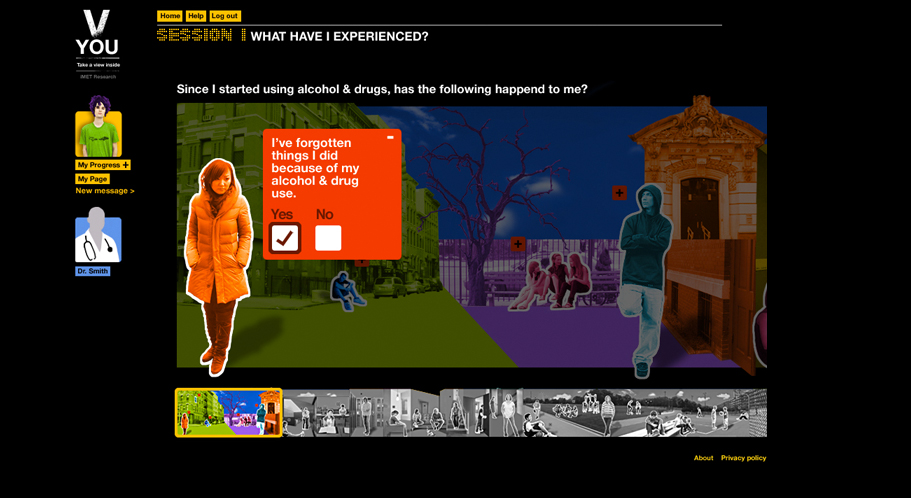 V
YOU
Take a view inside
iMET Research
Home Help Log out
SESSION 1 WHAT HAVE I EXPERIENCED?
Since I started using alcohol & drugs, has the following happend to me?
My Progress +
My Page
New message >
Dr. Smith
I've forgotten
things I did
because of my
alcohol & drug
use.
Yes No
About Privacy policy